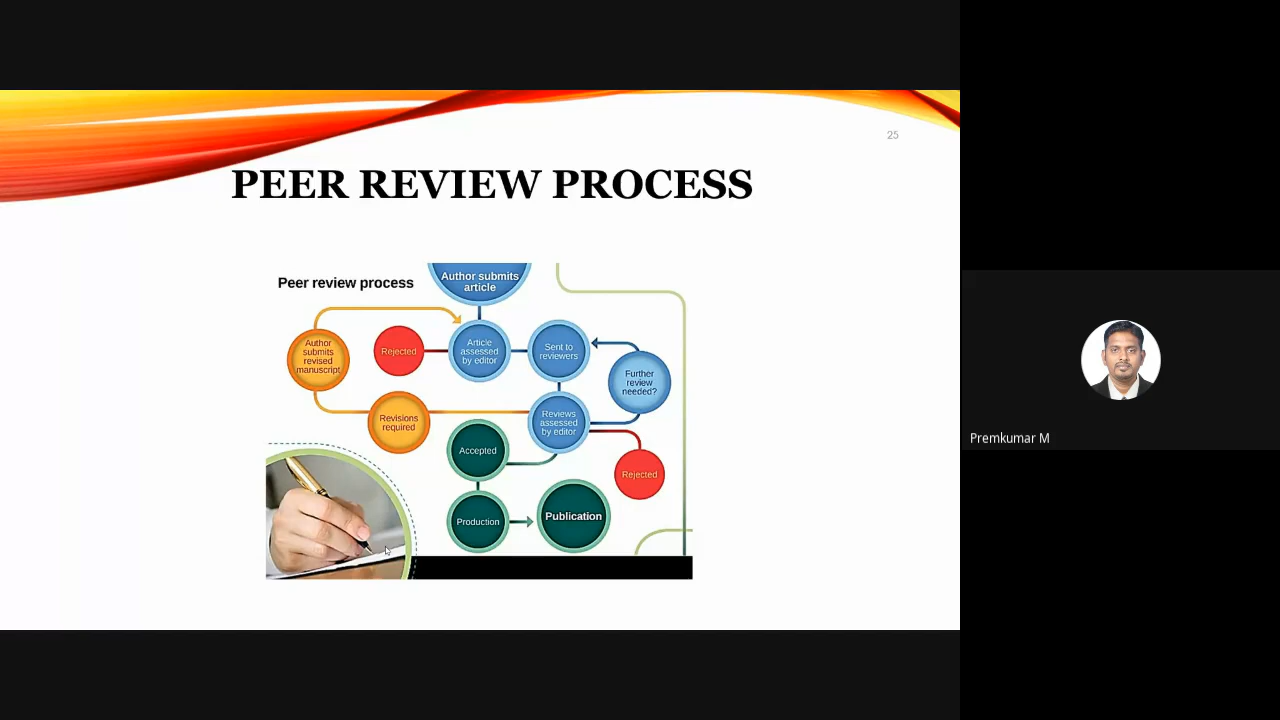 25
PEER REVIEW PROCESS
Peer review process
Author submits
article
Author
submits
revised
manuscript
Rejected
Article
assessed
by editor
Sent to
reviewers
Further
review
needed?
Revisions
required
Reviews
assessed
by editor
Accepted
Rejected
Production
Publication
Premkumar M